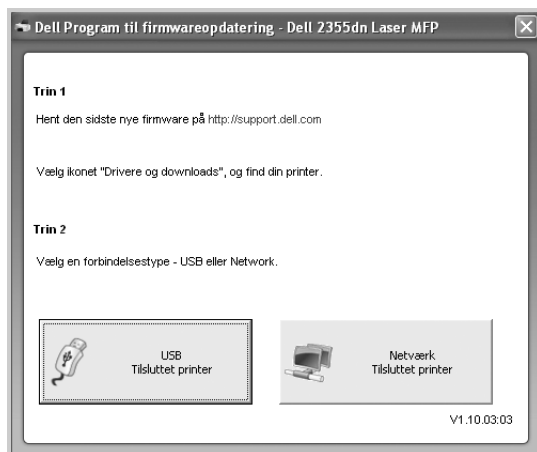 Dell Program til firmwareopdatering - Dell 2355dn Laser MFP
Trin 1
Hent den sidste nye firmware på http://support.dell.com
Vælg ikonet "Drivere og downloads", og find din printer.
Trin 2
Vælg en forbindelsestype - USB eller Network.
USB
Tilsluttet printer
Netværk
Tilsluttet printer
V1.10.03:03